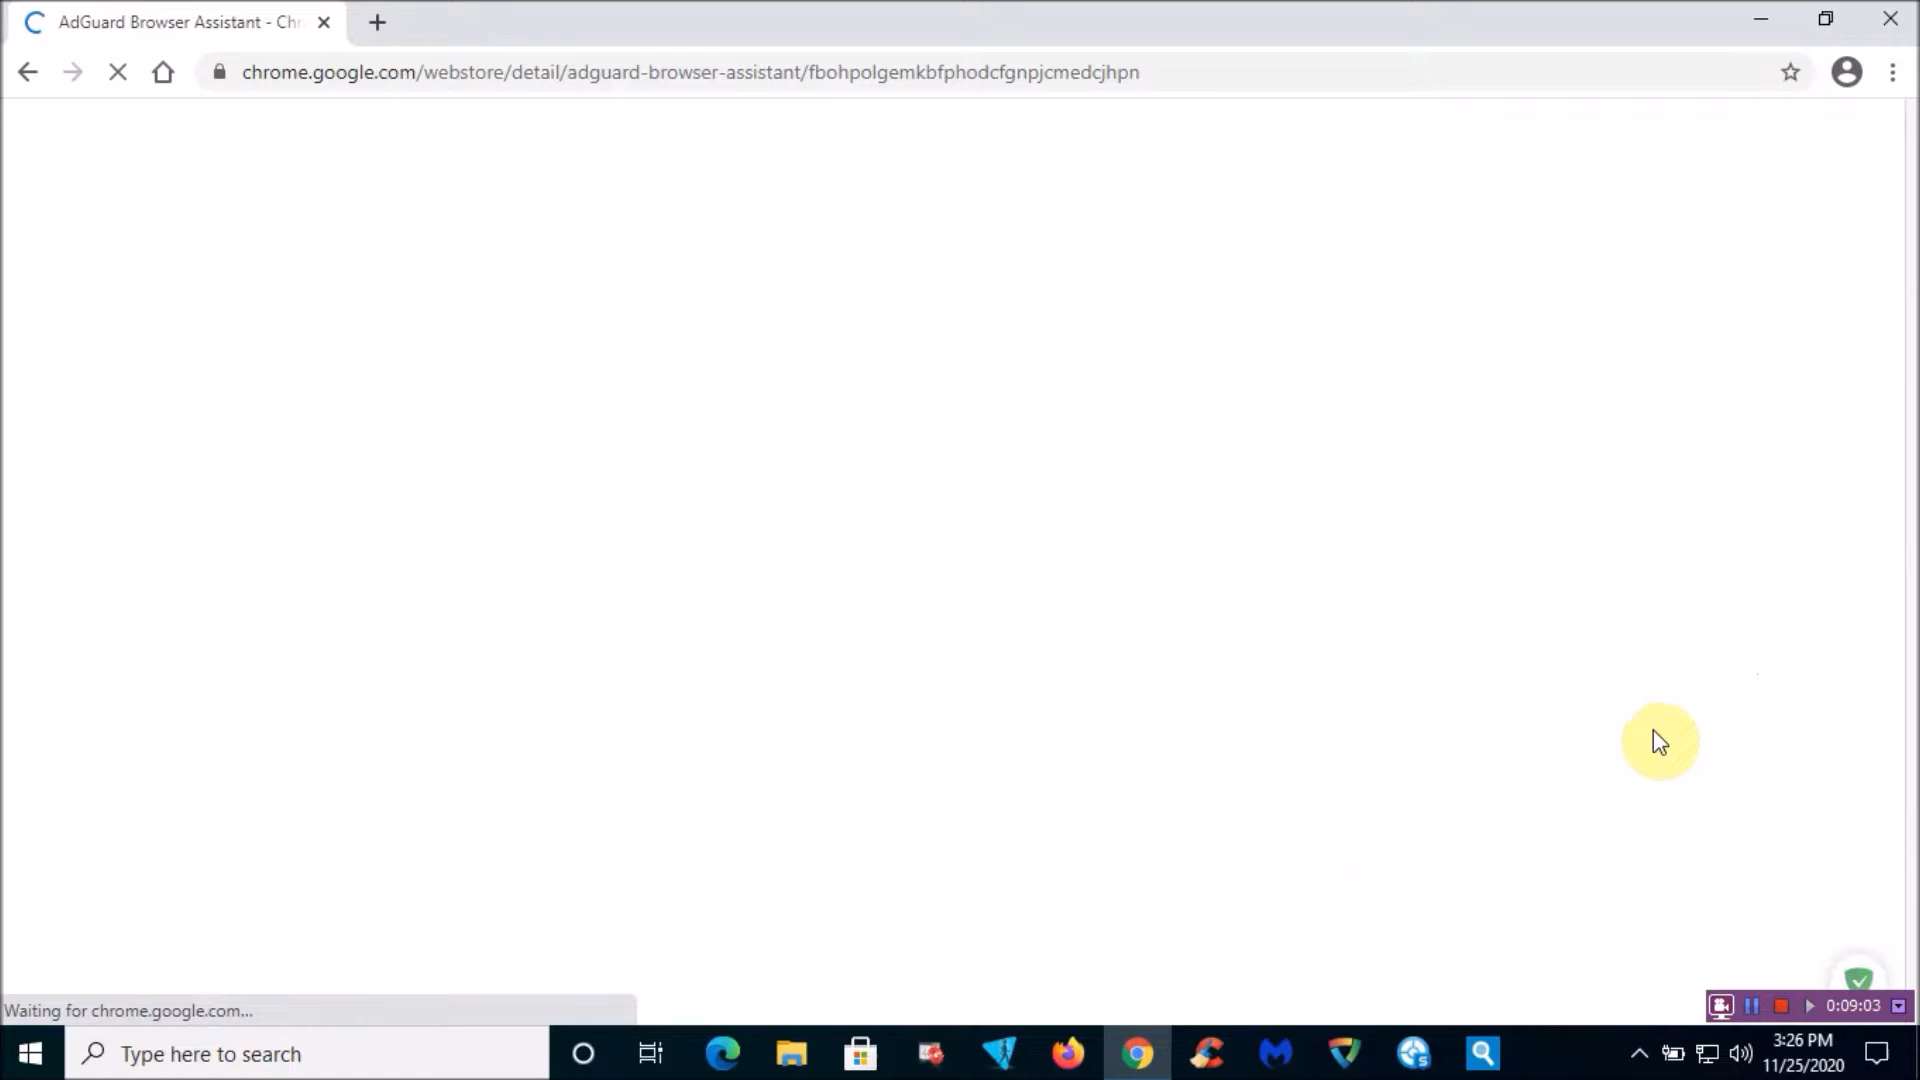 AdGuard Browser Assistant - Chr
chrome.google.com/webstore/detail/adguard-browser-assistant/fbohpolgemkbfphodcfgnpjcmedcjhpn
Waiting for chrome.google.com...
0:09:03
Type here to search
3:26 PM
11/25/2020